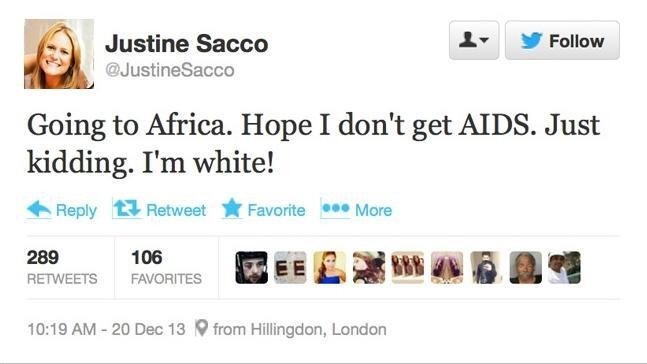 Justine Sacco
@JustineSacco
Follow
Going to Africa. Hope I don't get AIDS. Just
kidding. I'm white!
Reply Retweet Favorite More
289 106
RETWEETS FAVORITES
EE
10:19 AM - 20 Dec 13 from Hillingdon, London